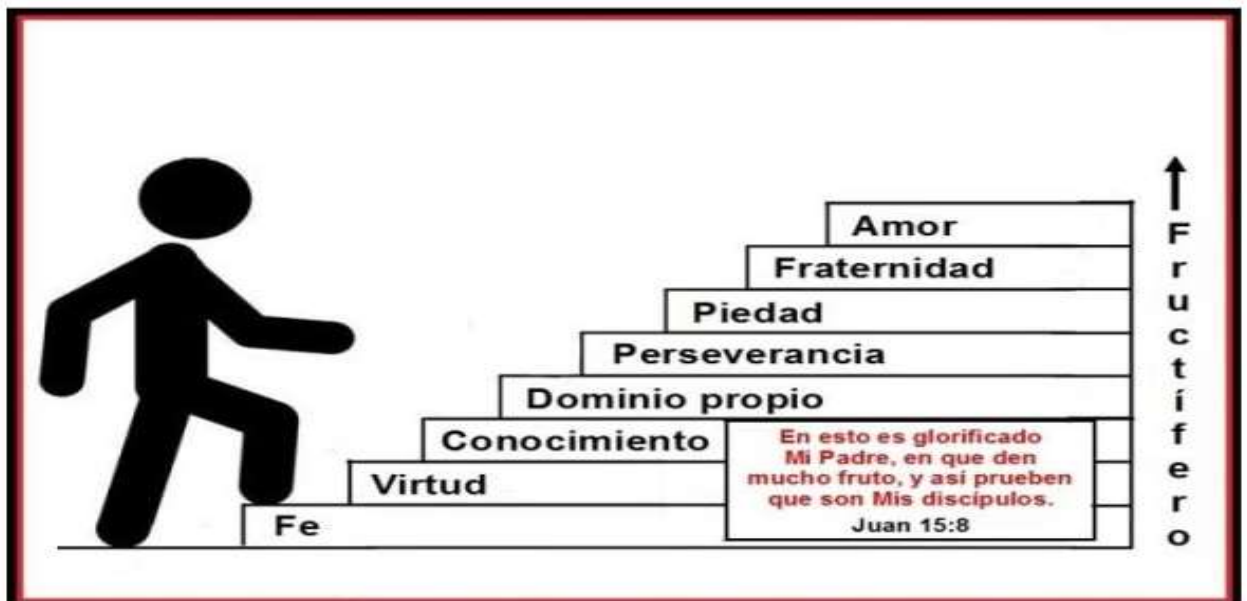 Amor
Fraternidad
Piedad
Perseverancia
Dominio propio
Conocimiento
Virtud
Fe
En esto es glorificado
Mi Padre, en que den
mucho fruto, y así prueben
que son Mis discípulos.
Juan 15:8
Fructífero